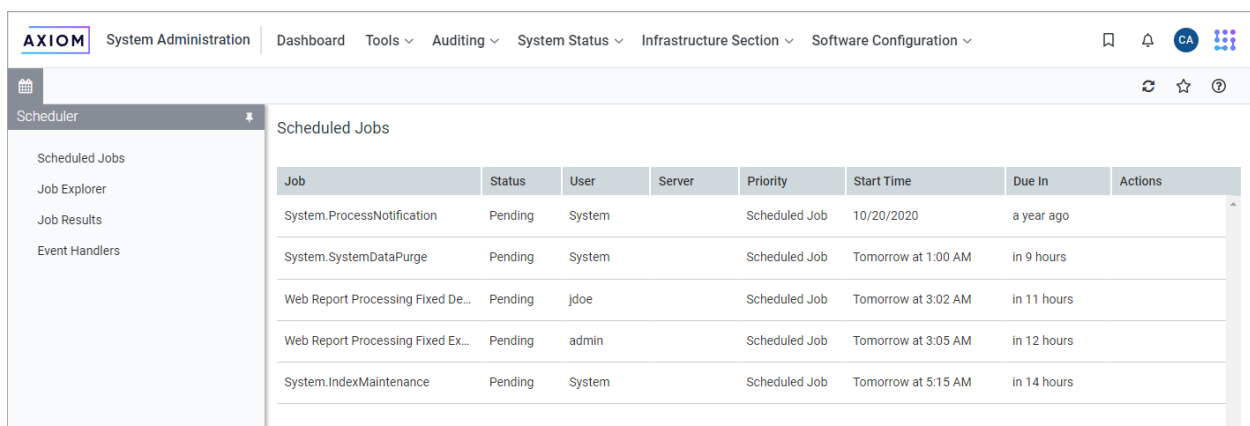 AXIOM System Administration Dashboard Tools Auditing System Status Infrastructure Section Software Configuration CA
Scheduler
Scheduled Jobs
Job Explorer
Job Results
Event Handlers
Scheduled Jobs
Job Status User Server Priority Start Time Due In Actions
System.ProcessNotification Pending System Scheduled Job 10/20/2020 a year ago
System.SystemDataPurge Pending System Scheduled Job Tomorrow at 1:00 AM in 9 hours
Web Report Processing Fixed De... Pending jdoe Scheduled Job Tomorrow at 3:02 AM in 11 hours
Web Report Processing Fixed Ex... Pending admin Scheduled Job Tomorrow at 3:05 AM in 12 hours
System.IndexMaintenance Pending System Scheduled Job Tomorrow at 5:15 AM in 14 hours